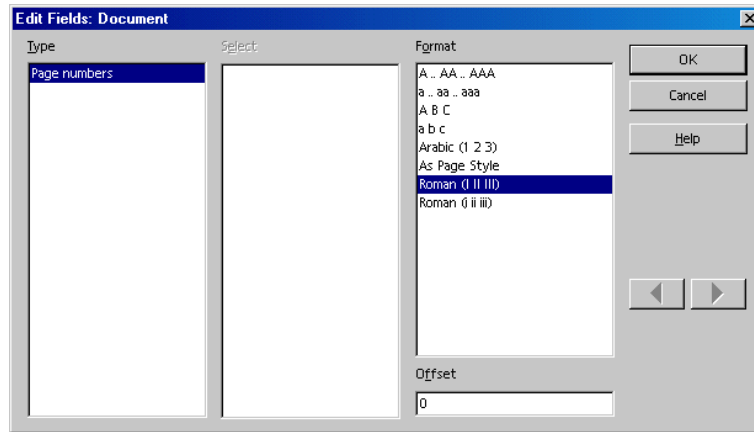 Edit Fields: Document
Type
Page numbers
Select
Format
A .. AA .. AAA
a .. aa .. aaa
A B C
a b c
Arabic (1 2 3)
As Page Style
Roman (I II III)
Roman (i ii iii)
Offset
0
OK
Cancel
Help